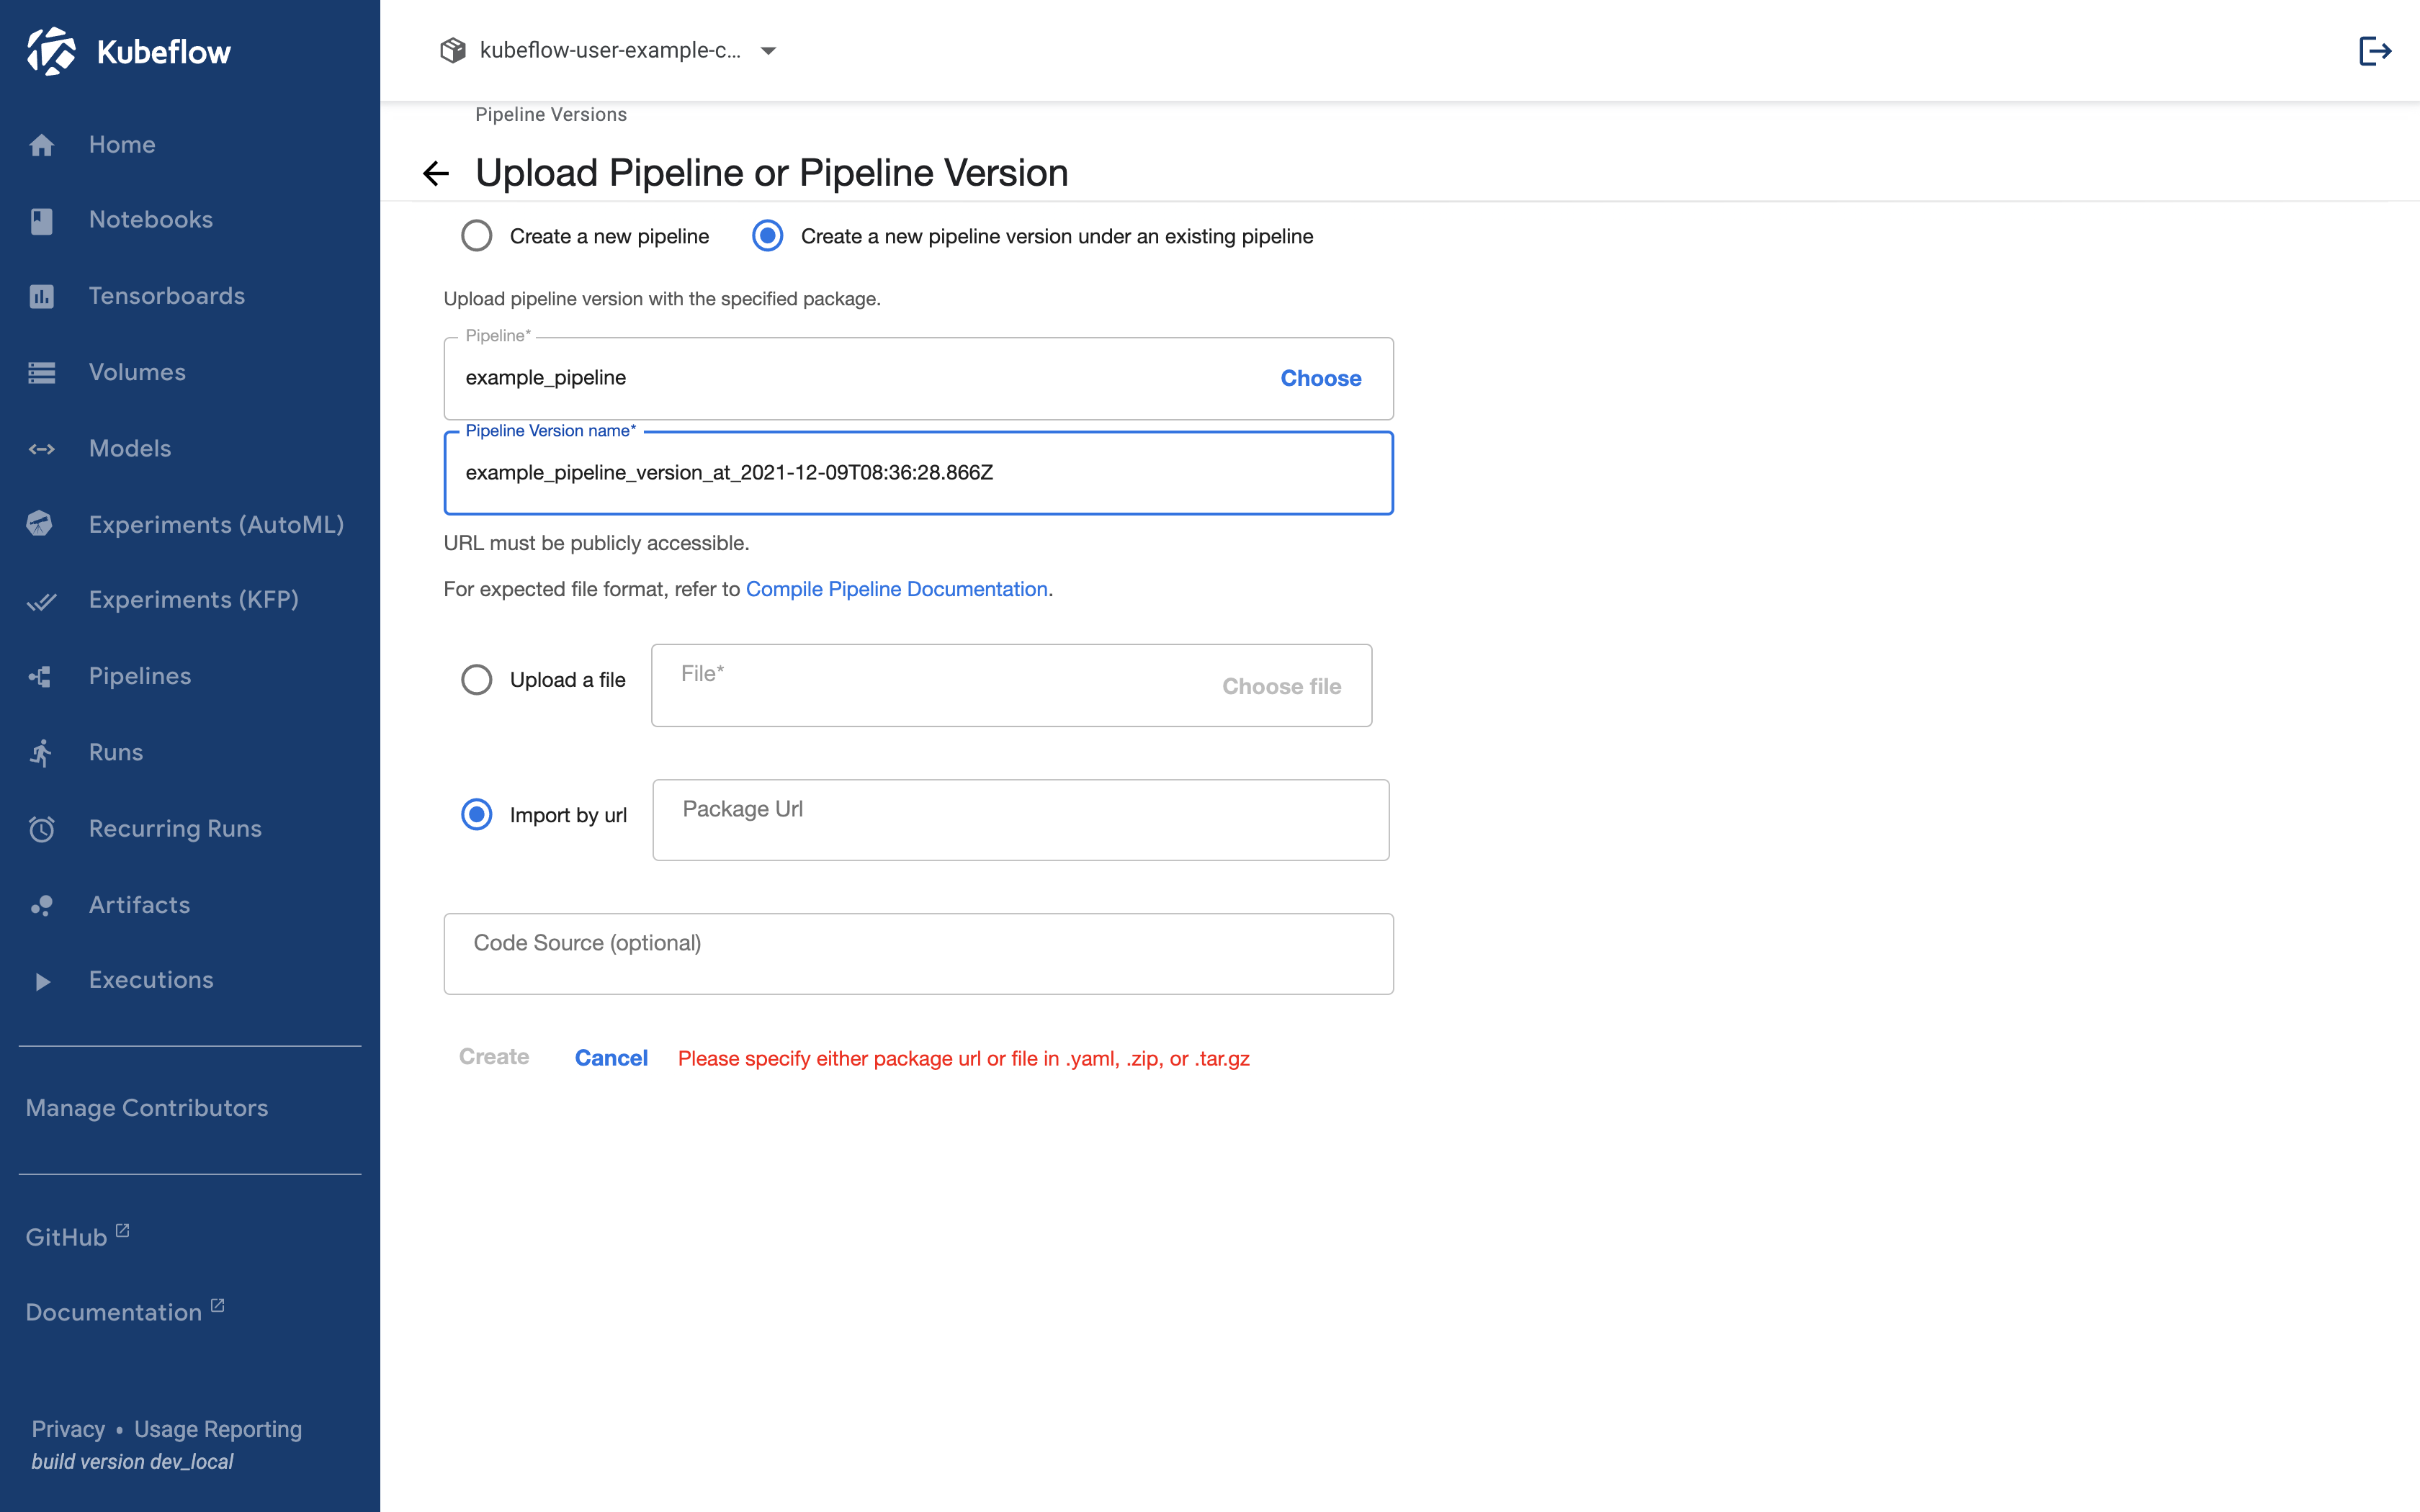 Kubeflow
Home
Notebooks
Tensorboards
Volumes
Models
Experiments (AutoML)
Experiments (KFP)
Pipelines
Runs
Recurring Runs
Artifacts
Executions
Manage Contributors
GitHub
Documentation
Privacy • Usage Reporting
build version dev_local
kubeflow-user-example-c...
Pipeline Versions
Upload Pipeline or Pipeline Version
Create a new pipeline Create a new pipeline version under an existing pipeline
Upload pipeline version with the specified package.
Pipeline*
example_pipeline Choose
Pipeline Version name*
example_pipeline_version_at_2021-12-09T08:36:28.866Z
URL must be publicly accessible.
For expected file format, refer to Compile Pipeline Documentation.
Upload a file File* Choose file
Import by url Package Url
Code Source (optional)
Create Cancel Please specify either package url or file in .yaml, .zip, or .tar.gz